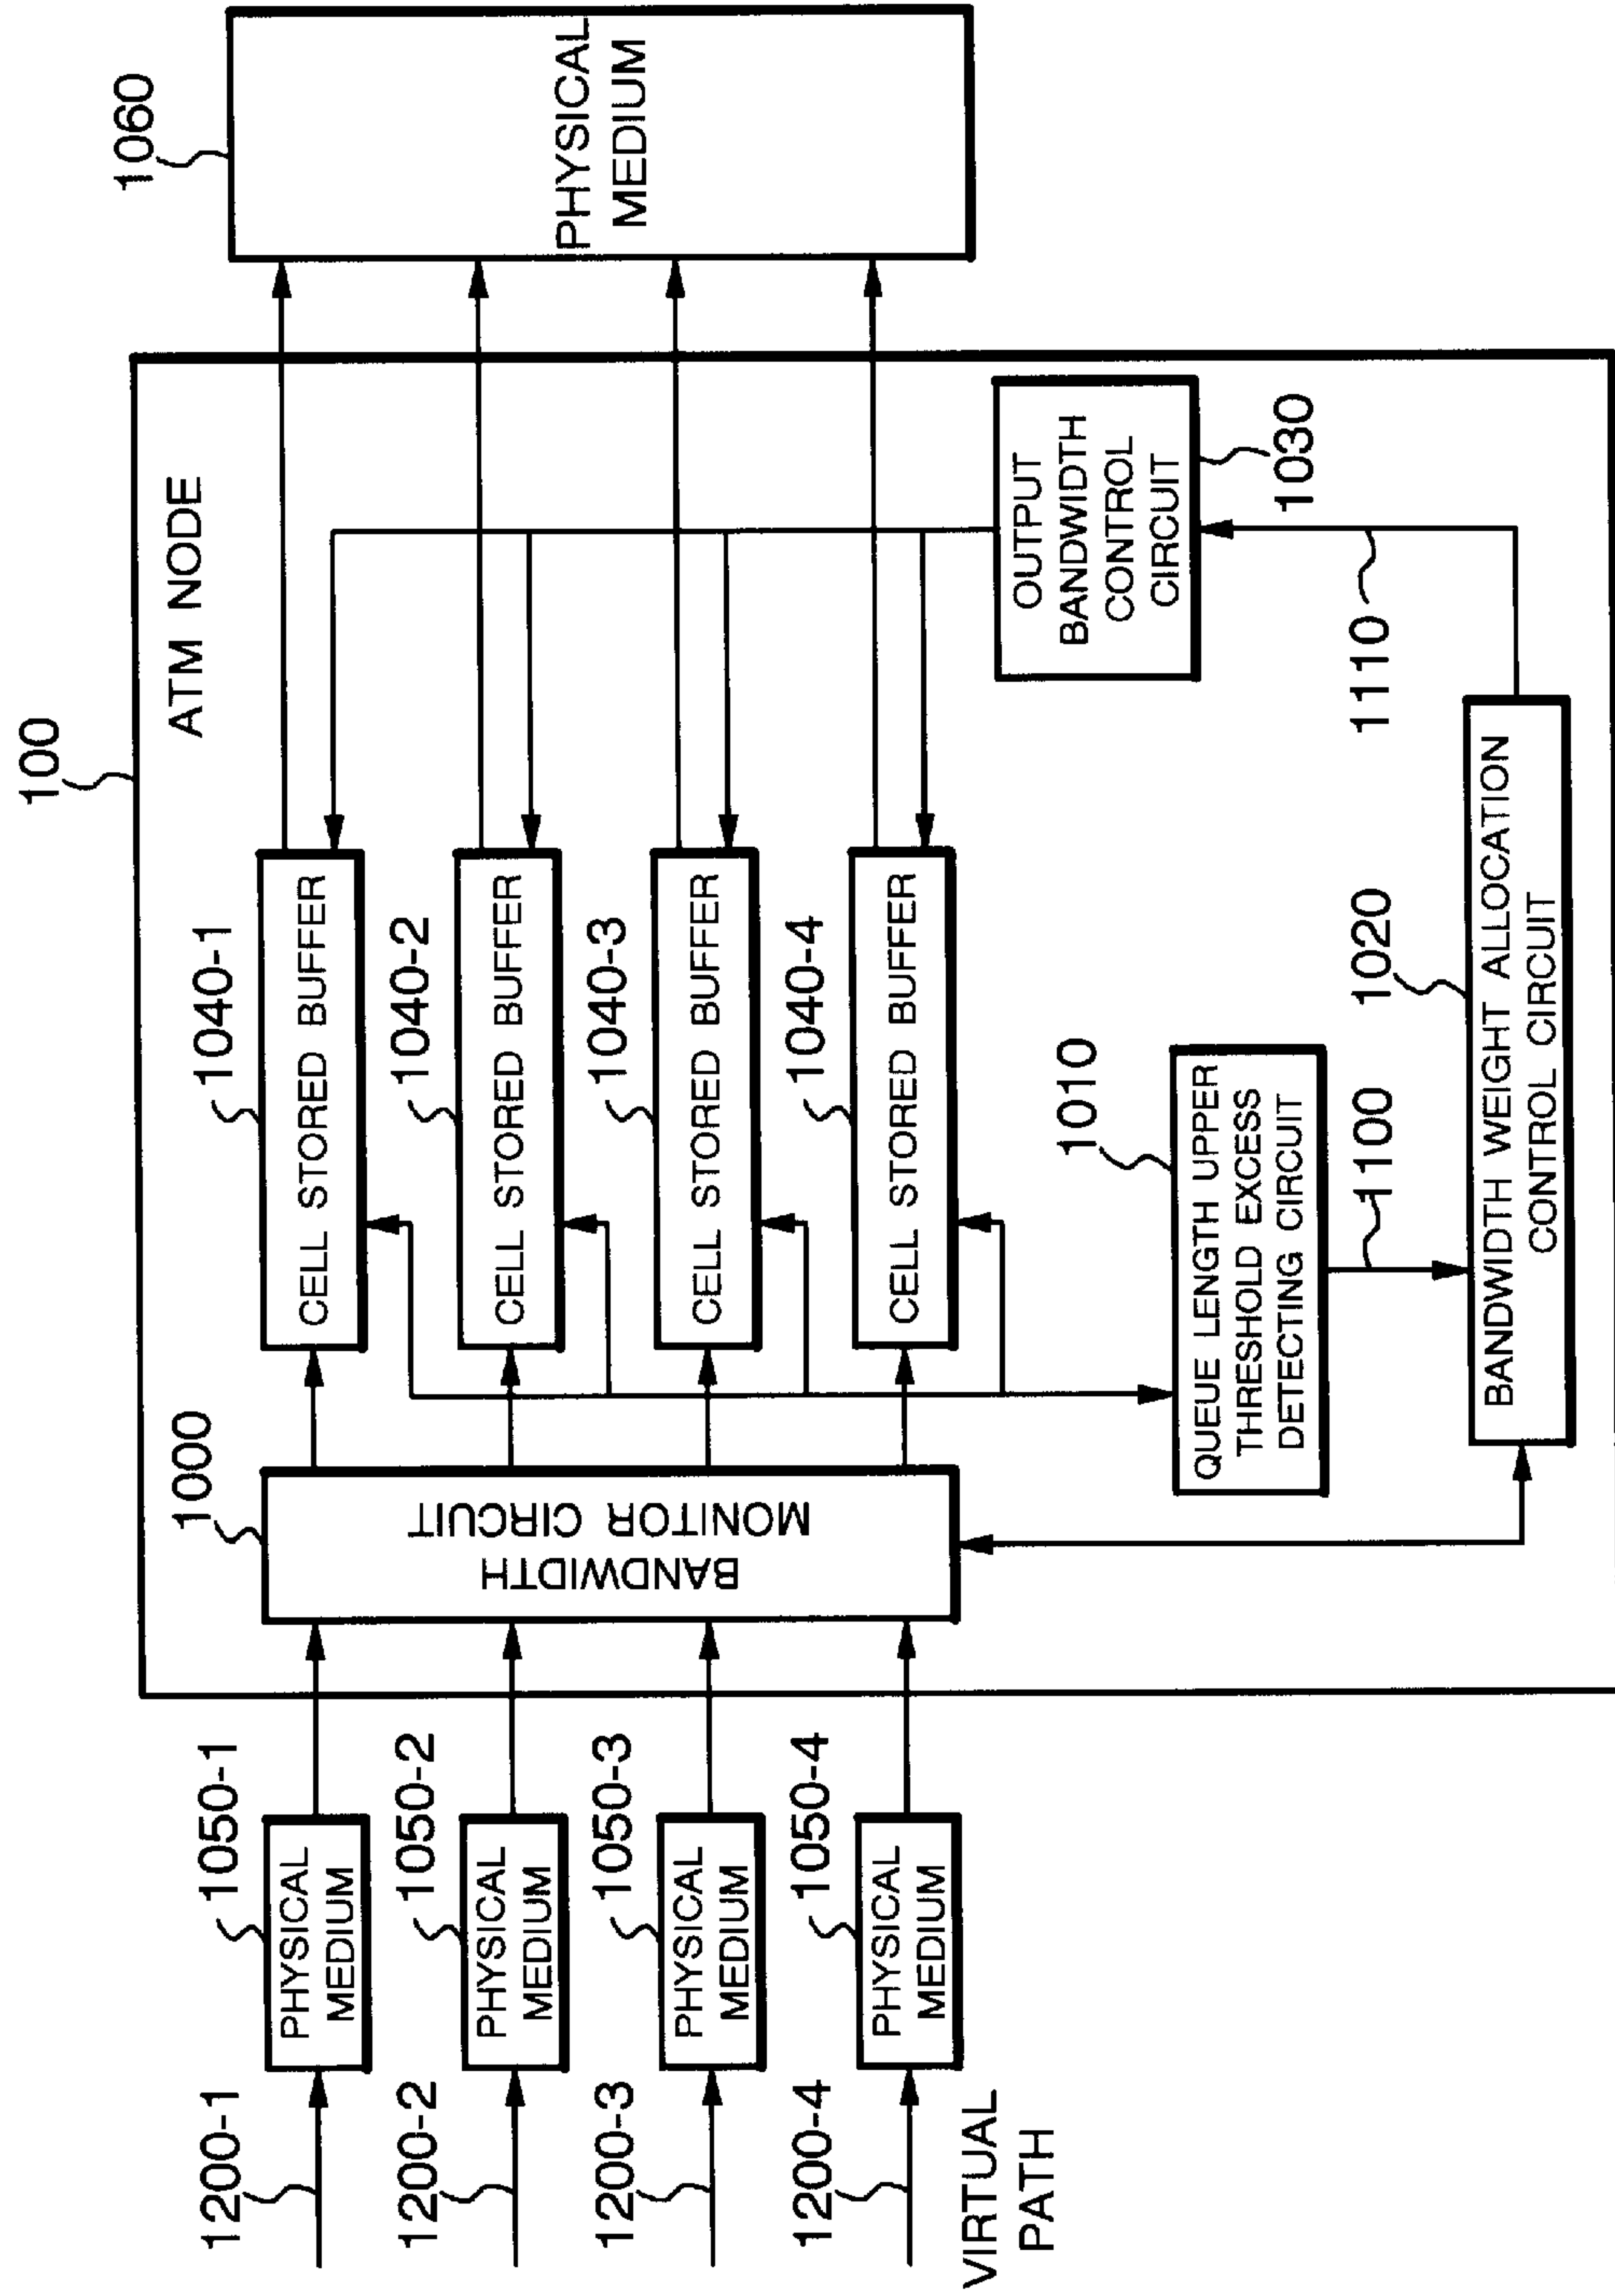 100
ATM NODE
1060
PHYSICAL
MEDIUM
1200-1
1050-1
PHYSICAL
MEDIUM
1000
BANDWIDTH
MONITOR CIRCUIT
1040-1
CELL STORED BUFFER
1200-2
1050-2
PHYSICAL
MEDIUM
1040-2
CELL STORED BUFFER
1200-3
1050-3
PHYSICAL
MEDIUM
1040-3
CELL STORED BUFFER
1200-4
1050-4
PHYSICAL
MEDIUM
1040-4
CELL STORED BUFFER
VIRTUAL
PATH
OUTPUT
BANDWIDTH
CONTROL
CIRCUIT
1030
1010
QUEUE LENGTH UPPER
THRESHOLD EXCESS
DETECTING CIRCUIT
1100
1110
1020
BANDWIDTH WEIGHT ALLOCATION
CONTROL CIRCUIT